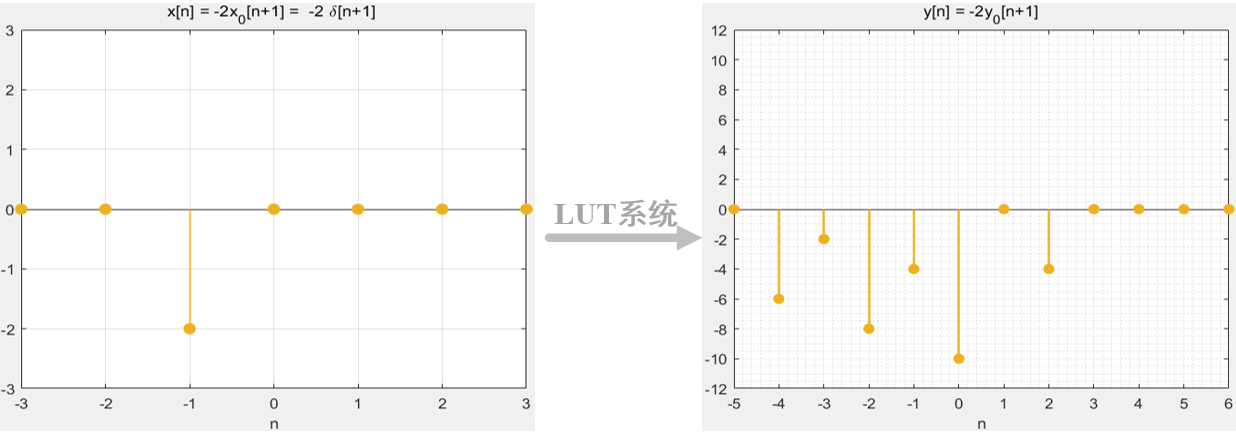 x[n] = -2x₀[n+1] =  -2 δ[n+1]
3
2
1
0
-1
-2
-3
-3 -2 -1 0 1 2 3
n
LUT系统
y[n] = -2y₀[n+1]
12
10
8
6
4
2
0
-2
-4
-6
-8
-10
-12
-5 -4 -3 -2 -1 0 1 2 3 4 5 6
n